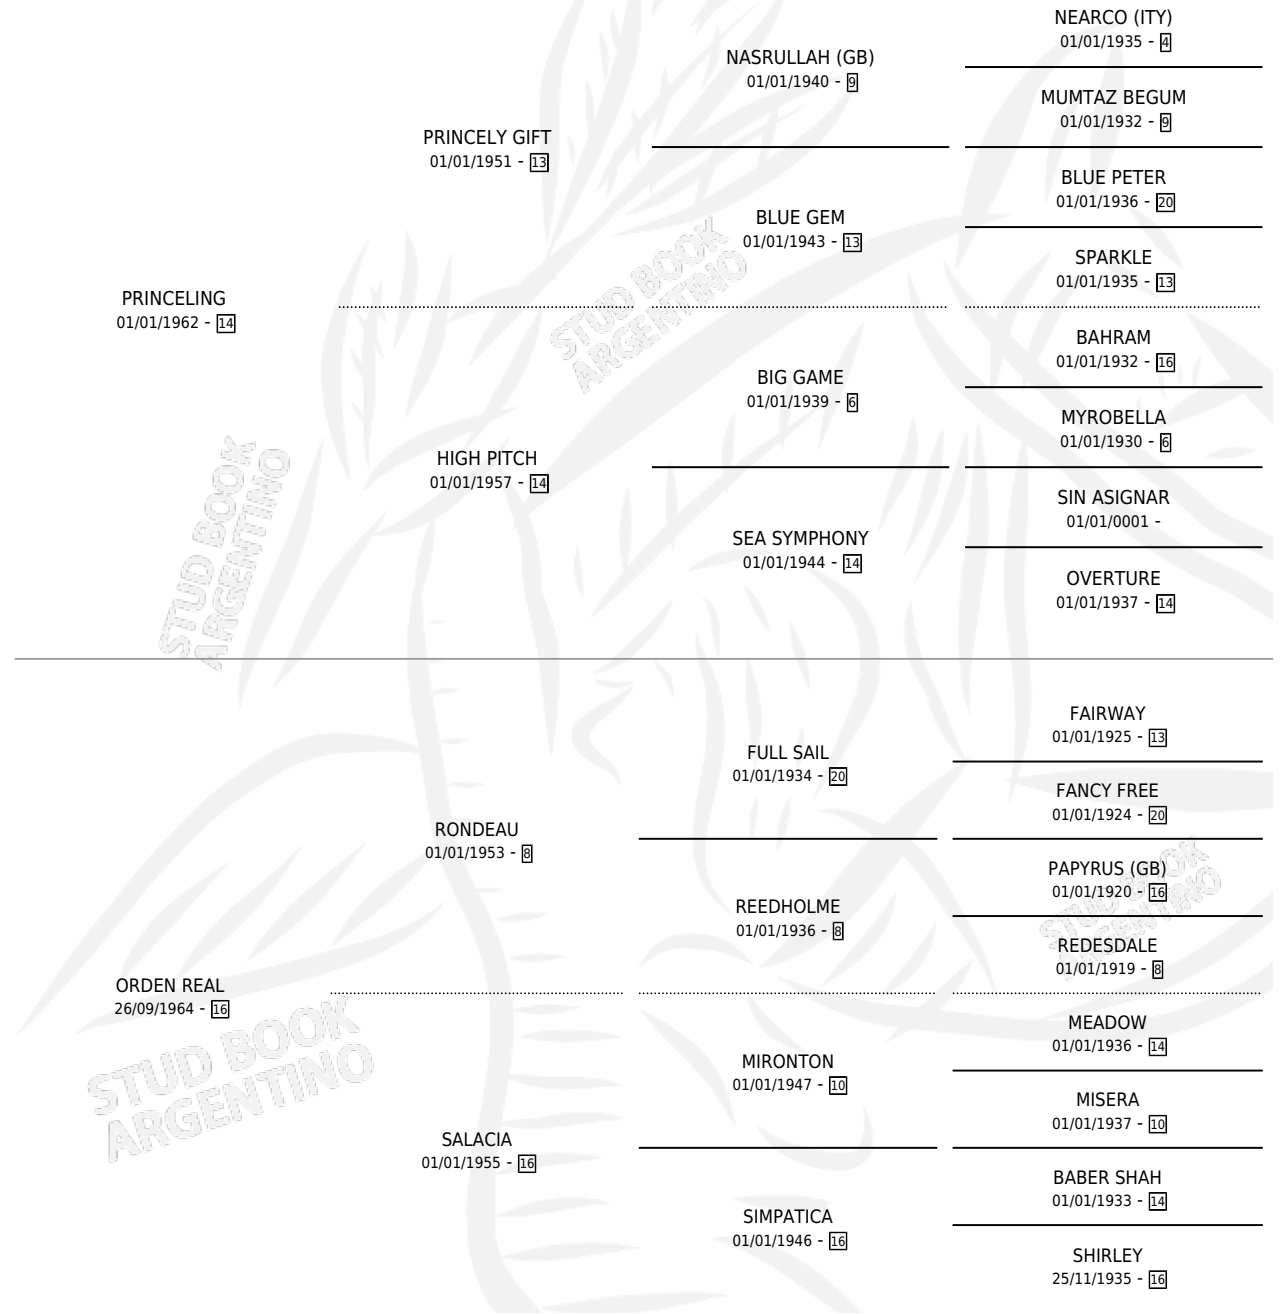 NEARCO (ITY)
01/01/1935 - 4
NASRULLAH (GB)
01/01/1940 - 9
MUMTAZ BEGUM
01/01/1932 - 9
PRINCELY GIFT
01/01/1951 - 13
BLUE PETER
01/01/1936 - 20
BLUE GEM
01/01/1943 - 13
SPARKLE
01/01/1935 - 13
PRINCELING
01/01/1962 - 14
BAHRAM
01/01/1932 - 16
BIG GAME
01/01/1939 - 6
MYROBELLA
01/01/1930 - 6
HIGH PITCH
01/01/1957 - 14
SIN ASIGNAR
01/01/0001 -
SEA SYMPHONY
01/01/1944 - 14
OVERTURE
01/01/1937 - 14
STUD BOOK
ARGENTINO
STUD BOOK
ARGENTINO
FAIRWAY
01/01/1925 - 13
FULL SAIL
01/01/1934 - 20
FANCY FREE
01/01/1924 - 20
RONDEAU
01/01/1953 - 8
PAPYRUS (GB)
01/01/1920 - 16
REEDHOLME
01/01/1936 - 8
REDESDALE
01/01/1919 - 8
ORDEN REAL
26/09/1964 - 16
MEADOW
01/01/1936 - 14
MIRONTON
01/01/1947 - 10
MISERA
01/01/1937 - 10
SALACIA
01/01/1955 - 16
BABER SHAH
01/01/1933 - 14
SIMPATICA
01/01/1946 - 16
SHIRLEY
25/11/1935 - 16
STUD BOOK
ARGENTINO
STUD BOOK
ARGENTINO